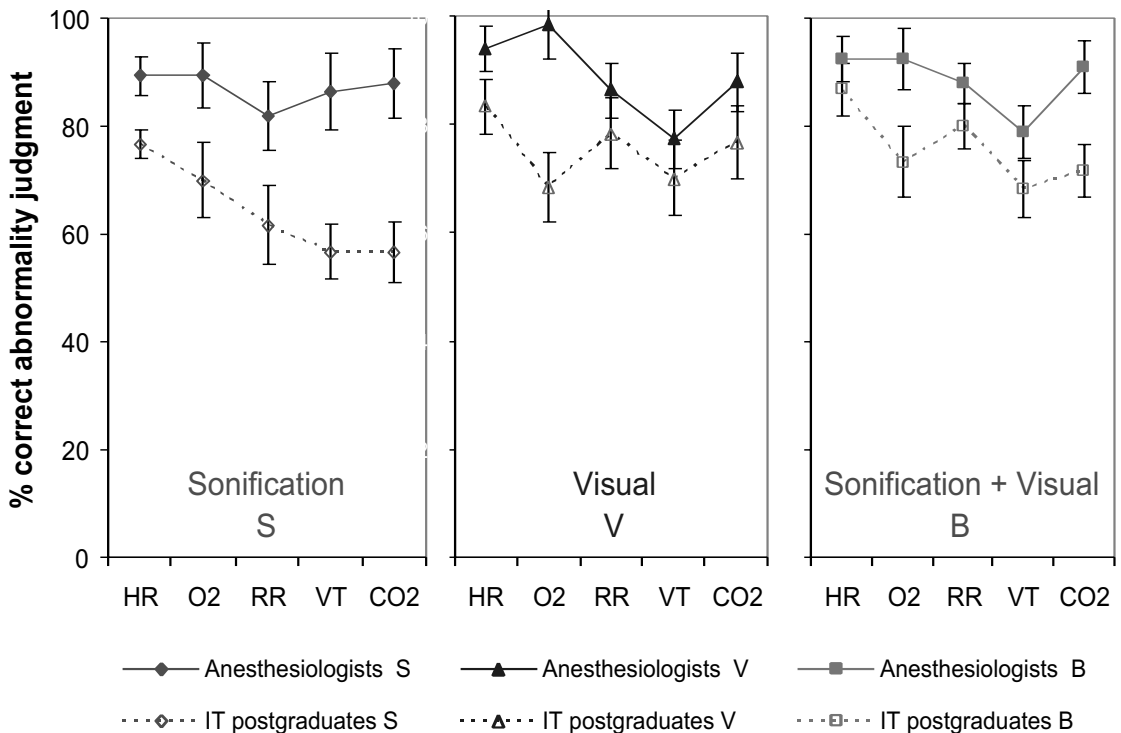 % correct abnormality judgment
100
80
60
40
20
0
Sonification
S
Visual
V
Sonification + Visual
B
HR O2 RR VT CO2
HR O2 RR VT CO2
HR O2 RR VT CO2
Anesthesiologists S
Anesthesiologists V
Anesthesiologists B
IT postgraduates S
IT postgraduates V
IT postgraduates B